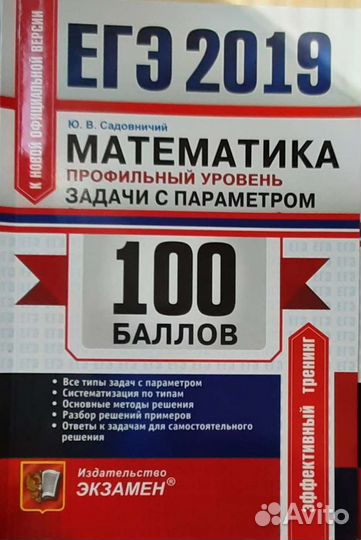 ЕГЭ 2019
К НОВОЙ ОФИЦИАЛЬНОЙ ВЕРСИИ
Ю. В. Садовничий
МАТЕМАТИКА
ПРОФИЛЬНЫЙ УРОВЕНЬ
ЗАДАЧИ С ПАРАМЕТРОМ
100
БАЛЛОВ
• Все типы задач с параметром
• Систематизация по типам
• Основные методы решения
• Разбор решений примеров
• Ответы к задачам для самостоятельного
решения
эффективный тренинг
Издательство
ЭКЗАМЕН®
Avito